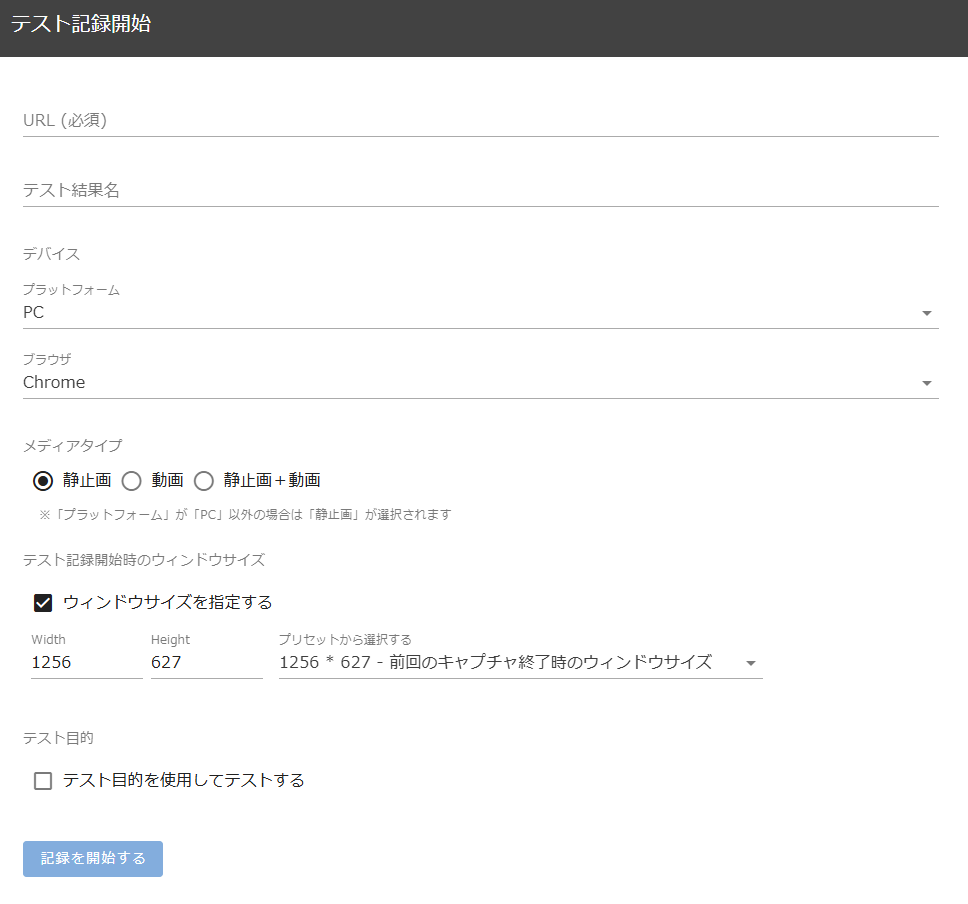 テスト記録開始
URL (必須)
テスト結果名
デバイス
プラットフォーム
PC
ブラウザ
Chrome
メディアタイプ
静止画 動画 静止画＋動画
※「プラットフォーム」が「PC」以外の場合は「静止画」が選択されます
テスト記録開始時のウィンドウサイズ
ウィンドウサイズを指定する
Width Height プリセットから選択する
1256 627 1256 * 627 - 前回のキャプチャ終了時のウィンドウサイズ
テスト目的
テスト目的を使用してテストする
記録を開始する